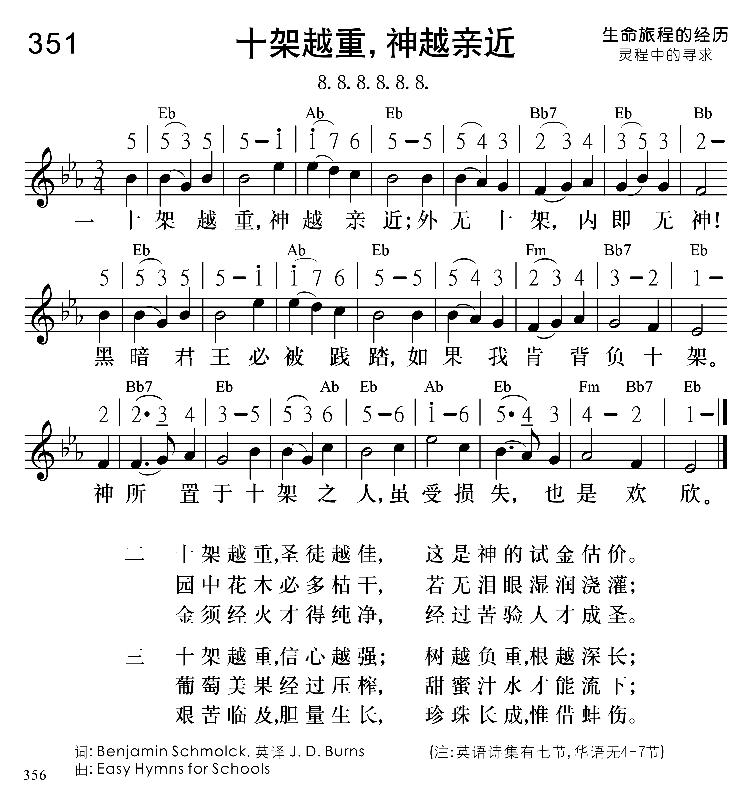 351 十架越重，神越亲近 生命旅程的经历
灵程中的寻求
8. 8. 8. 8. 8. 8.
Eb Ab Eb Bb7 Eb Bb
5 | 5 3 5 | 5 – i | i 7 6 | 5 – 5 | 5 4 3 | 2 3 4 | 3 5 3 | 2 –
3
4
一 十 架 越 重，神 越 亲 近；外 无 十 架，内 即 无 神！
Eb Ab Eb Fm Bb7 Eb
5 | 5 3 5 | 5 – i | i 7 6 | 5 – 5 | 5 4 3 | 2 3 4 | 3 – 2 | 1 –
黑 暗 君 王 必 被 践 踏，如 果 我 肯 背 负 十 架。
Bb7 Eb Ab Eb Ab Eb Fm Bb7 Eb
2 | 2• 3 4 | 3 – 5 | 5 3 6 | 5 – 6 | i – 6 | 5• 4 3 | 4 – 2 | 1 – ‖
神 所 置 于 十 架 之 人，虽 受 损 失，也 是 欢 欣。
二 十架越重，圣徒越佳， 这是神的试金估价。
园中花木必多枯干， 若无泪眼湿润浇灌；
金须经火才得纯净， 经过苦验人才成圣。
三 十架越重，信心越强； 树越负重，根越深长；
葡萄美果经过压榨， 甜蜜汁水才能流下；
艰苦临及，胆量生长， 珍珠长成，惟借蚌伤。
词: Benjamin Schmolck, 英译 J. D. Burns (注:英语诗集有七节，华语无4-7节)
曲: Easy Hymns for Schools
356